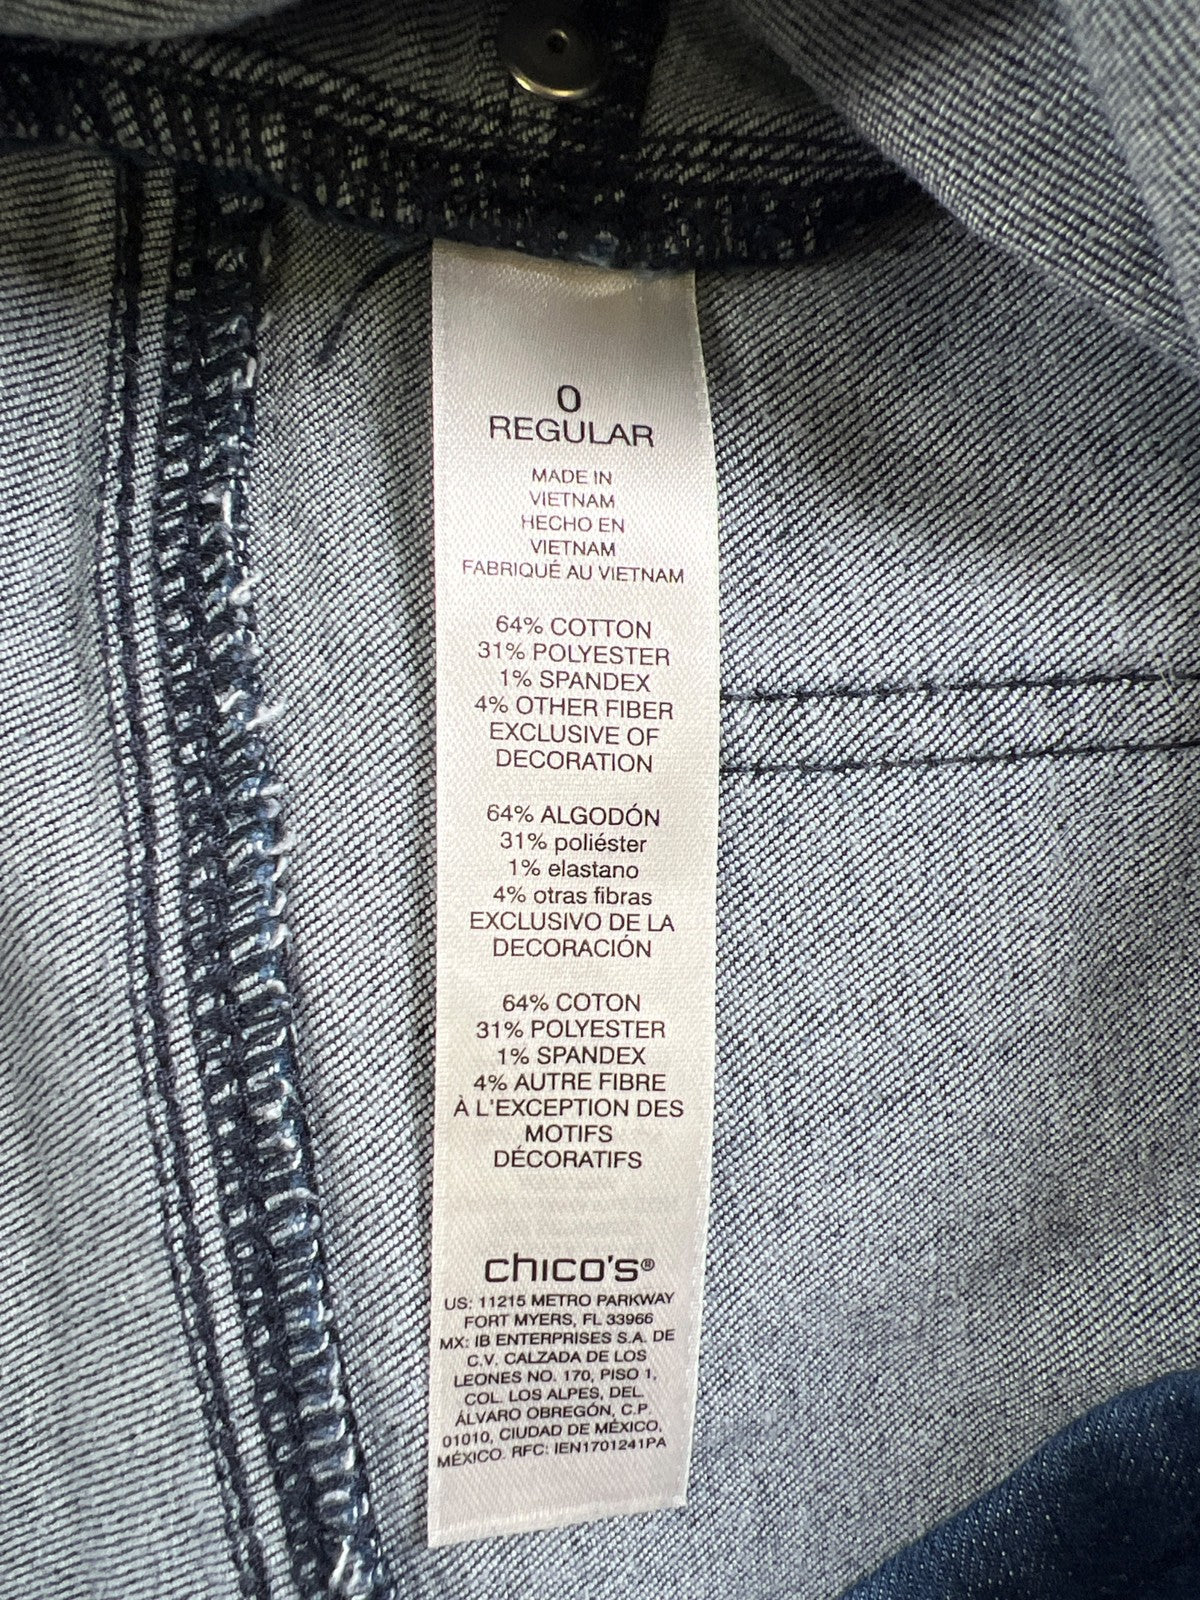 0
REGULAR
MADE IN
VIETNAM
HECHO EN
VIETNAM
FABRIQUÉ AU VIETNAM
64% COTTON
31% POLYESTER
1% SPANDEX
4% OTHER FIBER
EXCLUSIVE OF
DECORATION
64% ALGODÓN
31% poliéster
1% elastano
4% otras fibras
EXCLUSIVO DE LA
DECORACIÓN
64% COTON
31% POLYESTER
1% SPANDEX
4% AUTRE FIBRE
À L'EXCEPTION DES
MOTIFS
DÉCORATIFS
chico's®
US: 11215 METRO PARKWAY
FORT MYERS, FL 33966
MX: IB ENTERPRISES S.A. DE
C.V. CALZADA DE LOS
LEONES NO. 170, PISO 1,
COL. LOS ALPES, DEL.
ÁLVARO OBREGÓN, C.P.
01010, CIUDAD DE MÉXICO,
MÉXICO. RFC: IEN1701241PA